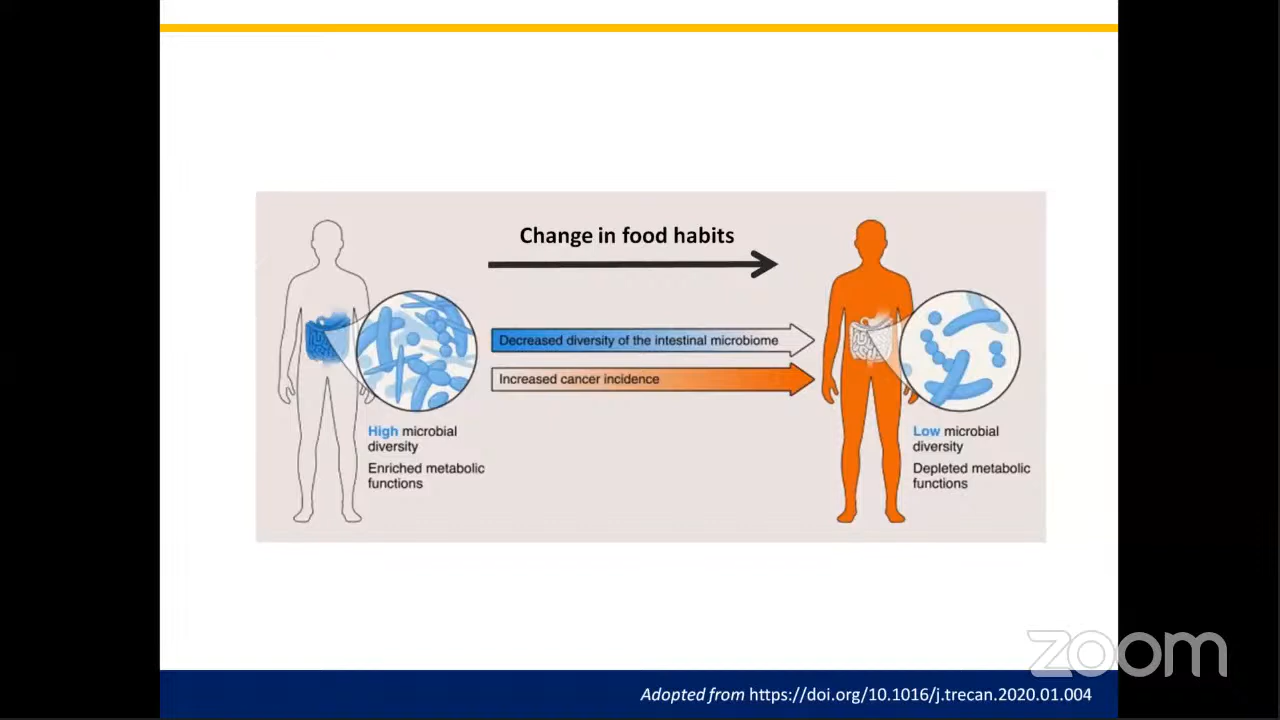 Change in food habits
Decreased diversity of the intestinal microbiome
Increased cancer incidence
High microbial
diversity
Enriched metabolic
functions
Low microbial
diversity
Depleted metabolic
functions
zoom
Adopted from https://doi.org/10.1016/j.trecan.2020.01.004